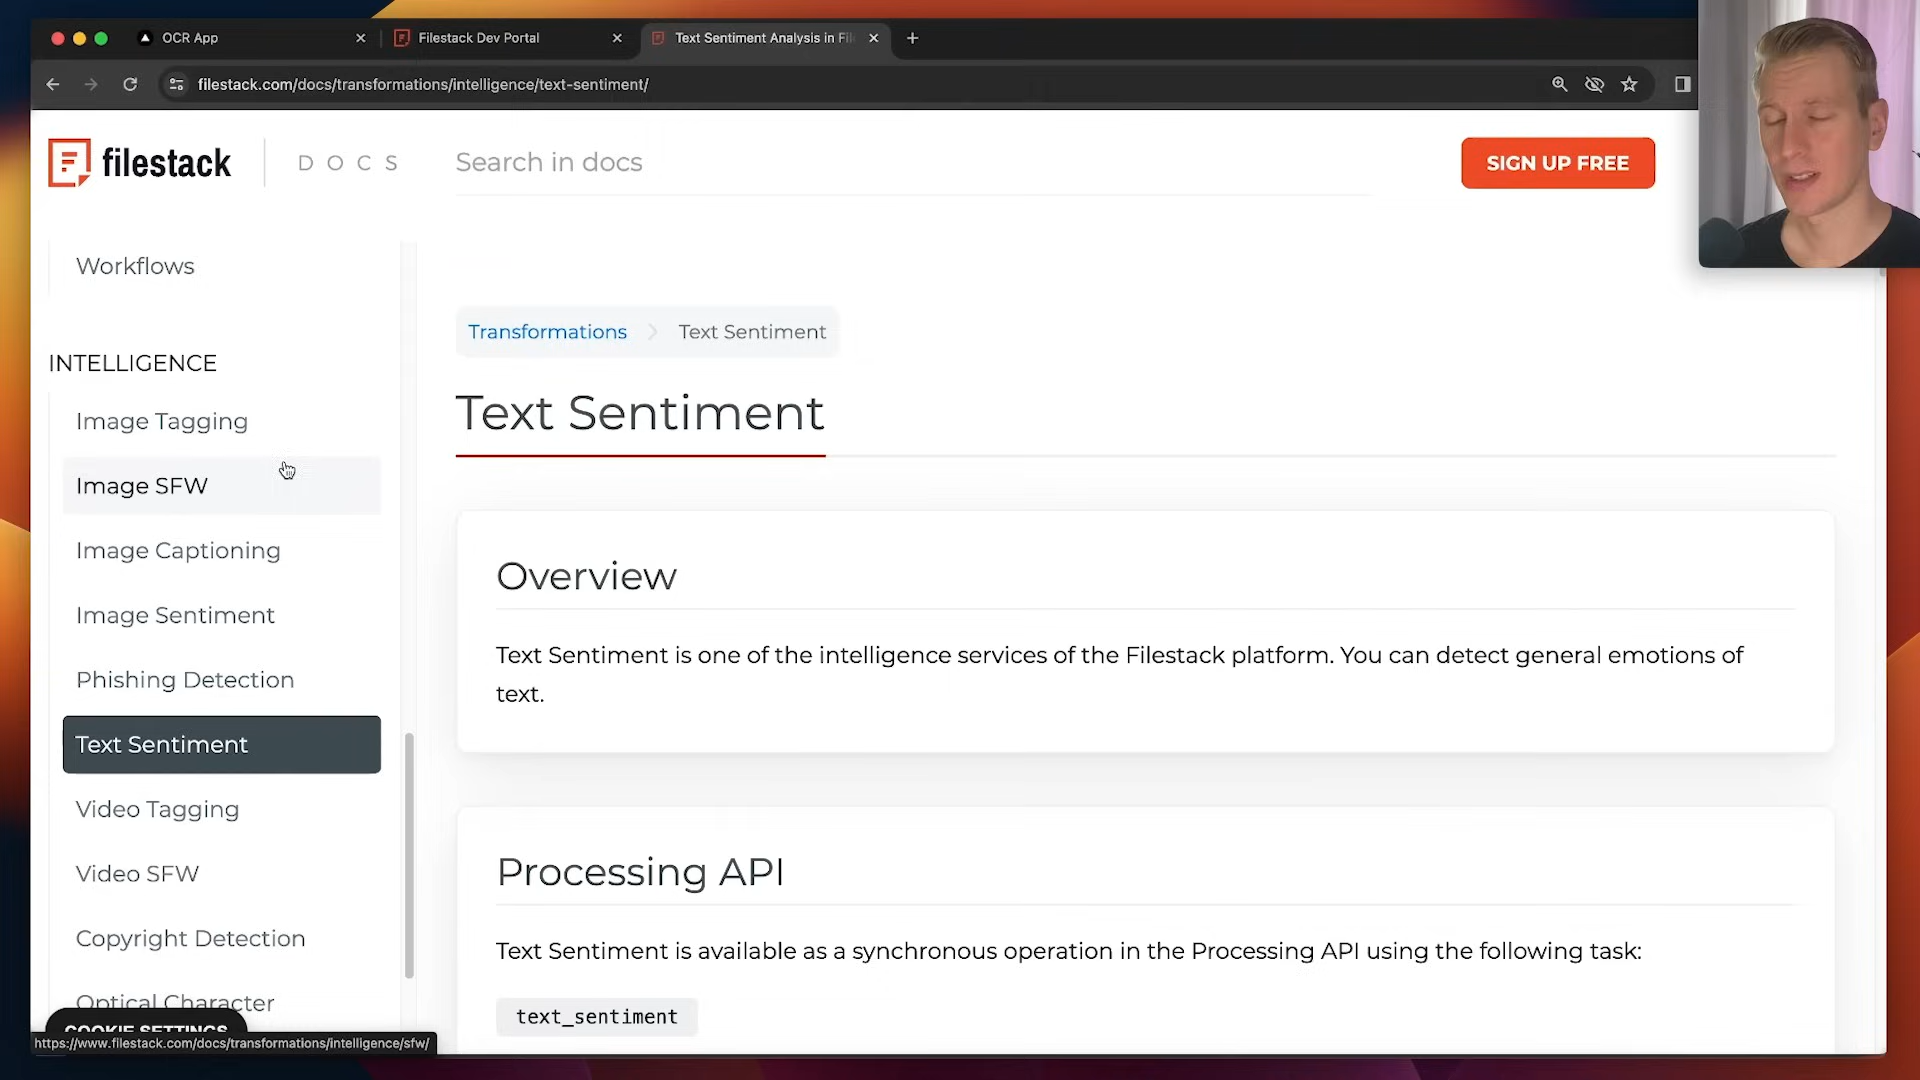 OCR App
Filestack Dev Portal
Text Sentiment Analysis in Fil
filestack.com/docs/transformations/intelligence/text-sentiment/
filestack
DOCS
Search in docs
SIGN UP FREE
Workflows
INTELLIGENCE
Image Tagging
Image SFW
Image Captioning
Image Sentiment
Phishing Detection
Text Sentiment
Video Tagging
Video SFW
Copyright Detection
Optical Character
COOKIE SETTINGS
https://www.filestack.com/docs/transformations/intelligence/sfw/
Transformations
Text Sentiment
Text Sentiment
Overview
Text Sentiment is one of the intelligence services of the Filestack platform. You can detect general emotions of
text.
Processing API
Text Sentiment is available as a synchronous operation in the Processing API using the following task:
text_sentiment